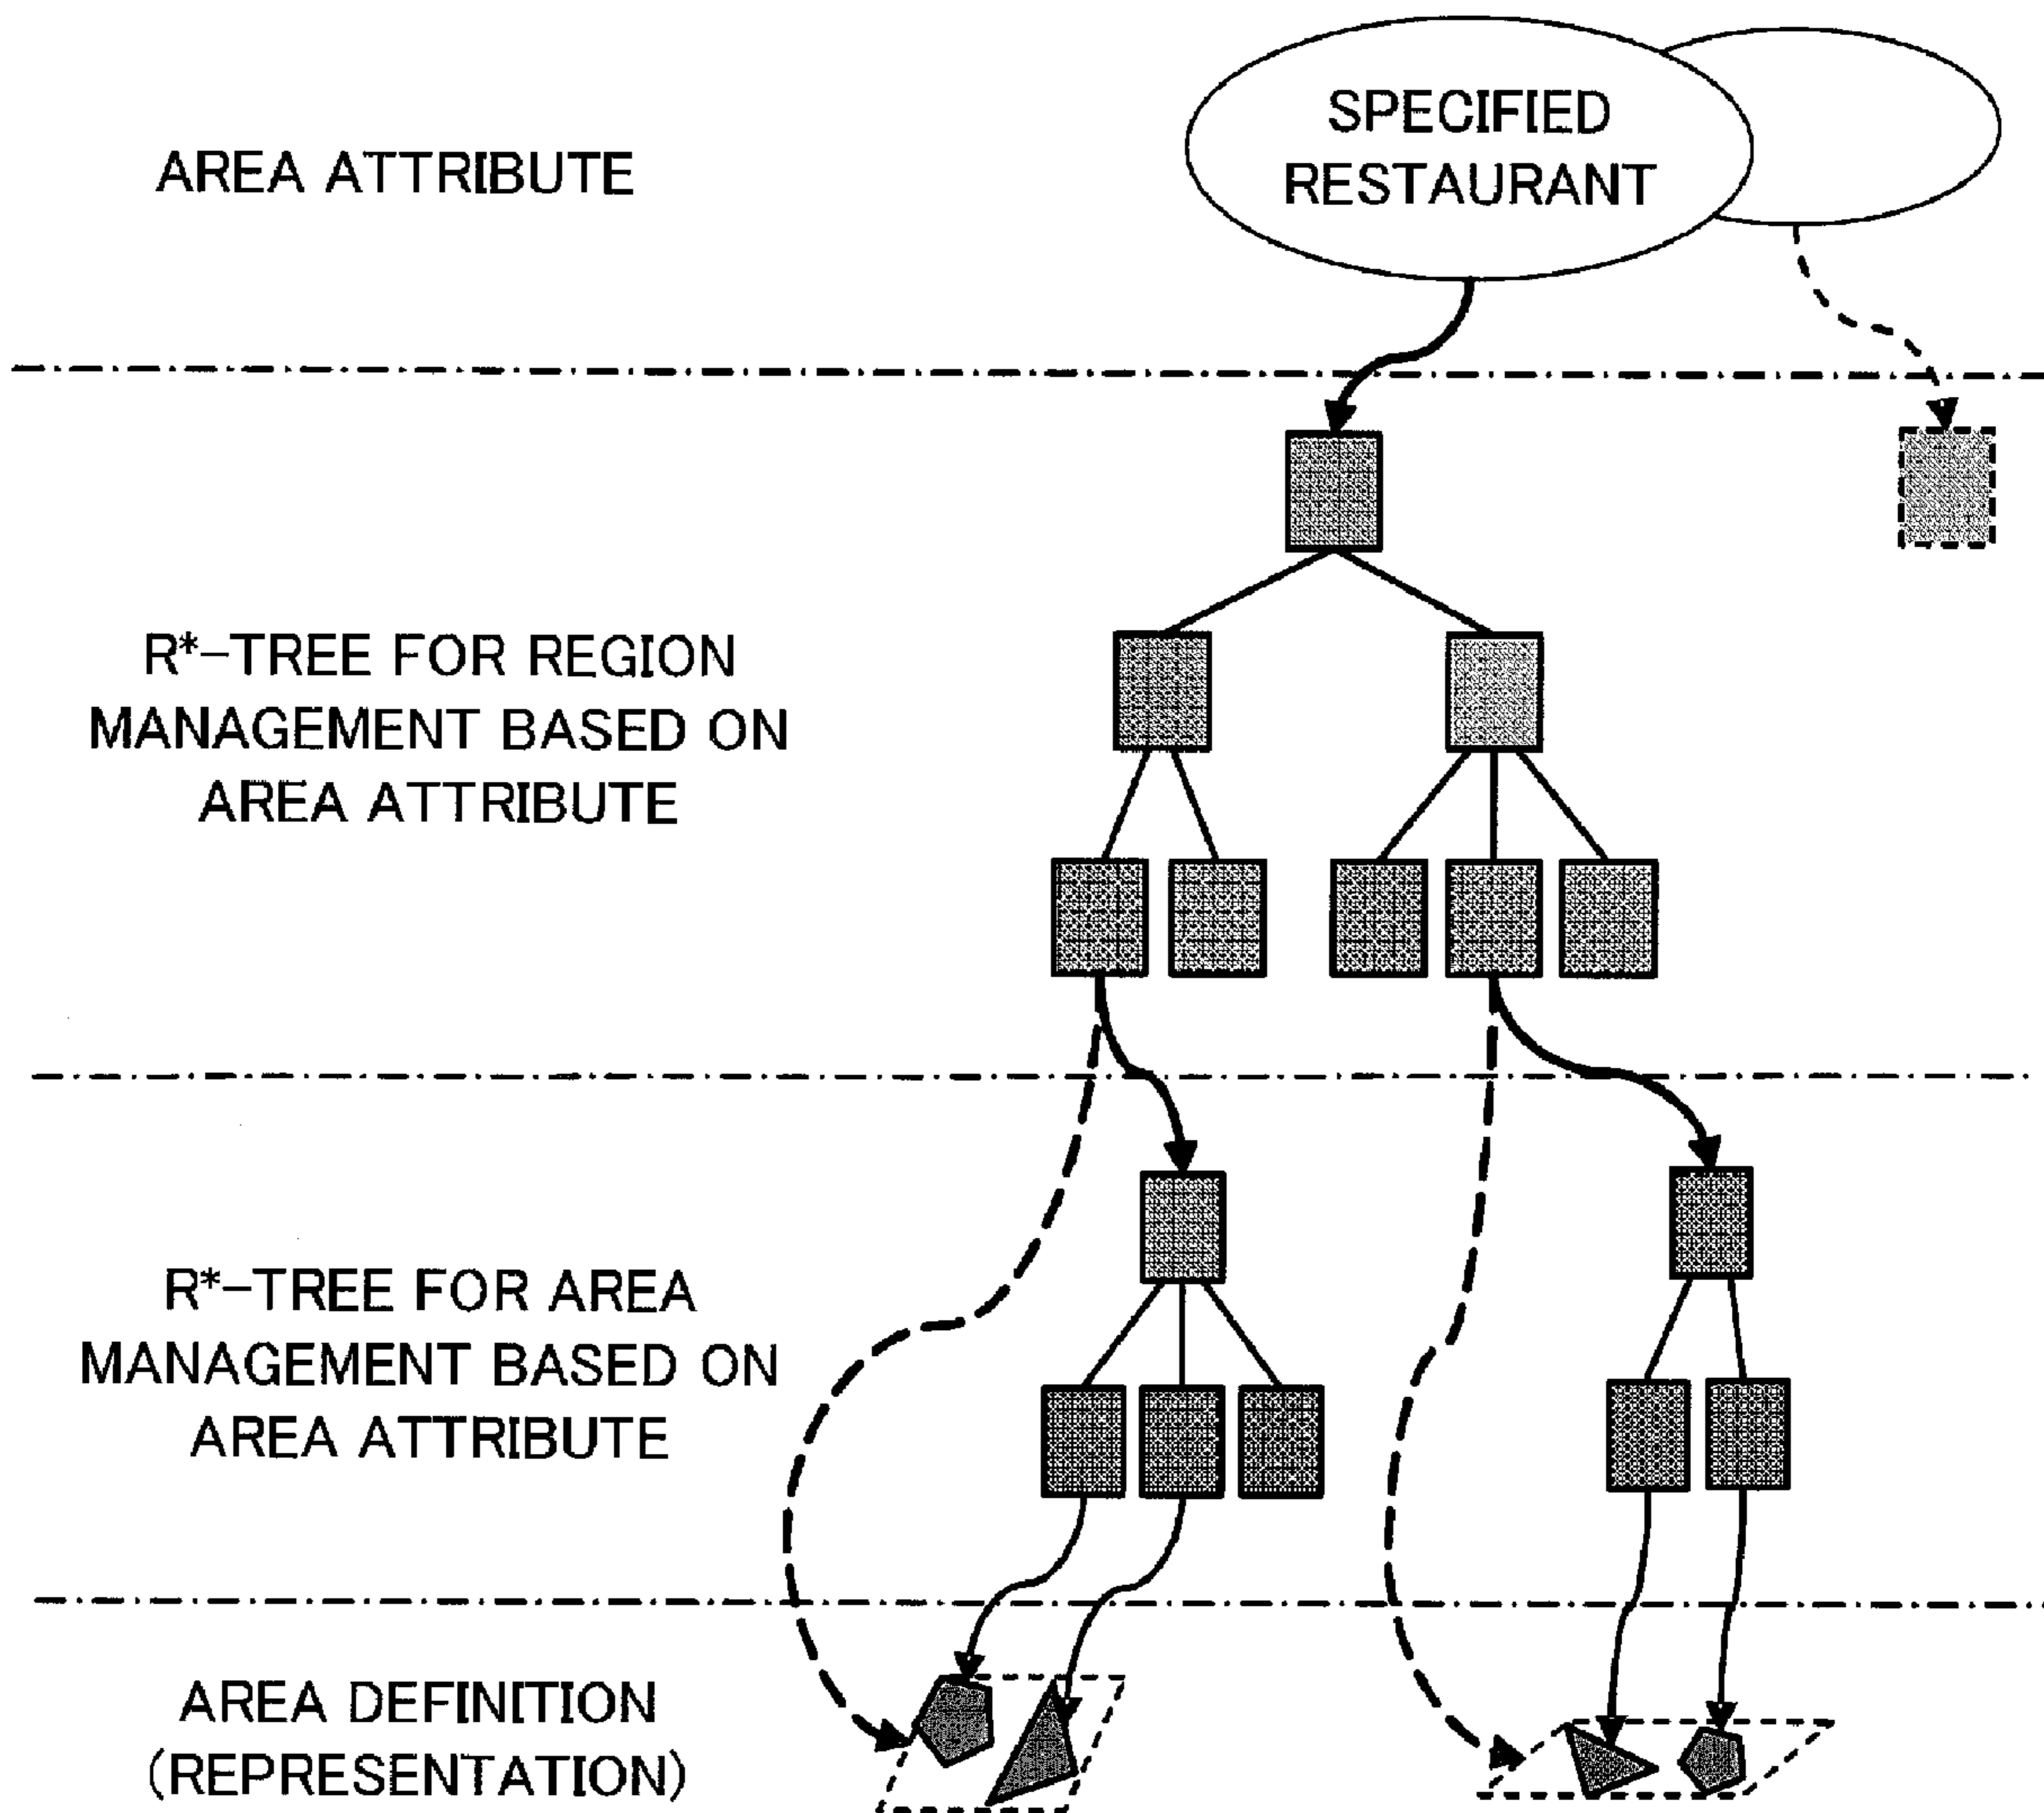 SPECIFIED
RESTAURANT
AREA ATTRIBUTE
R*-TREE FOR REGION
MANAGEMENT BASED ON
AREA ATTRIBUTE
R*-TREE FOR AREA
MANAGEMENT BASED ON
AREA ATTRIBUTE
AREA DEFINITION
(REPRESENTATION)